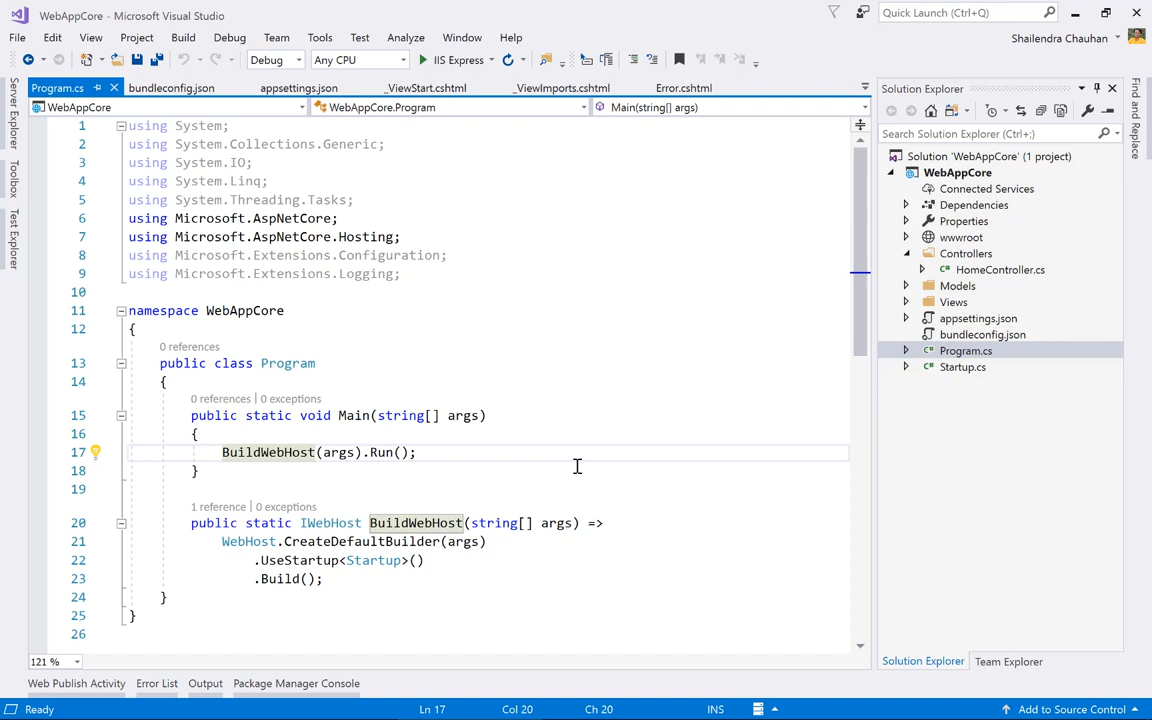 WebAppCore - Microsoft Visual Studio
Quick Launch (Ctrl+Q)
File Edit View Project Build Debug Team Tools Test Analyze Window Help
Shailendra Chauhan
Debug Any CPU IIS Express
Server Explorer
Toolbox
Test Explorer
Program.cs bundleconfig.json appsettings.json _ViewStart.cshtml _ViewImports.cshtml Error.cshtml
WebAppCore WebAppCore.Program Main(string[] args)
1 using System;
2 using System.Collections.Generic;
3 using System.IO;
4 using System.Linq;
5 using System.Threading.Tasks;
6 using Microsoft.AspNetCore;
7 using Microsoft.AspNetCore.Hosting;
8 using Microsoft.Extensions.Configuration;
9 using Microsoft.Extensions.Logging;
10
11 namespace WebAppCore
12 {
0 references
13 public class Program
14 {
0 references | 0 exceptions
15 public static void Main(string[] args)
16 {
17 BuildWebHost(args).Run();
18 }
19
1 reference | 0 exceptions
20 public static IWebHost BuildWebHost(string[] args) =>
21 WebHost.CreateDefaultBuilder(args)
22 .UseStartup<Startup>()
23 .Build();
24 }
25 }
26
121 %
Solution Explorer
Search Solution Explorer (Ctrl+;)
Solution 'WebAppCore' (1 project)
WebAppCore
Connected Services
Dependencies
Properties
wwwroot
Controllers
C# HomeController.cs
Models
Views
appsettings.json
bundleconfig.json
C# Program.cs
C# Startup.cs
Solution Explorer Team Explorer
Find and Replace
Web Publish Activity Error List Output Package Manager Console
Ready Ln 17 Col 20 Ch 20 INS Add to Source Control